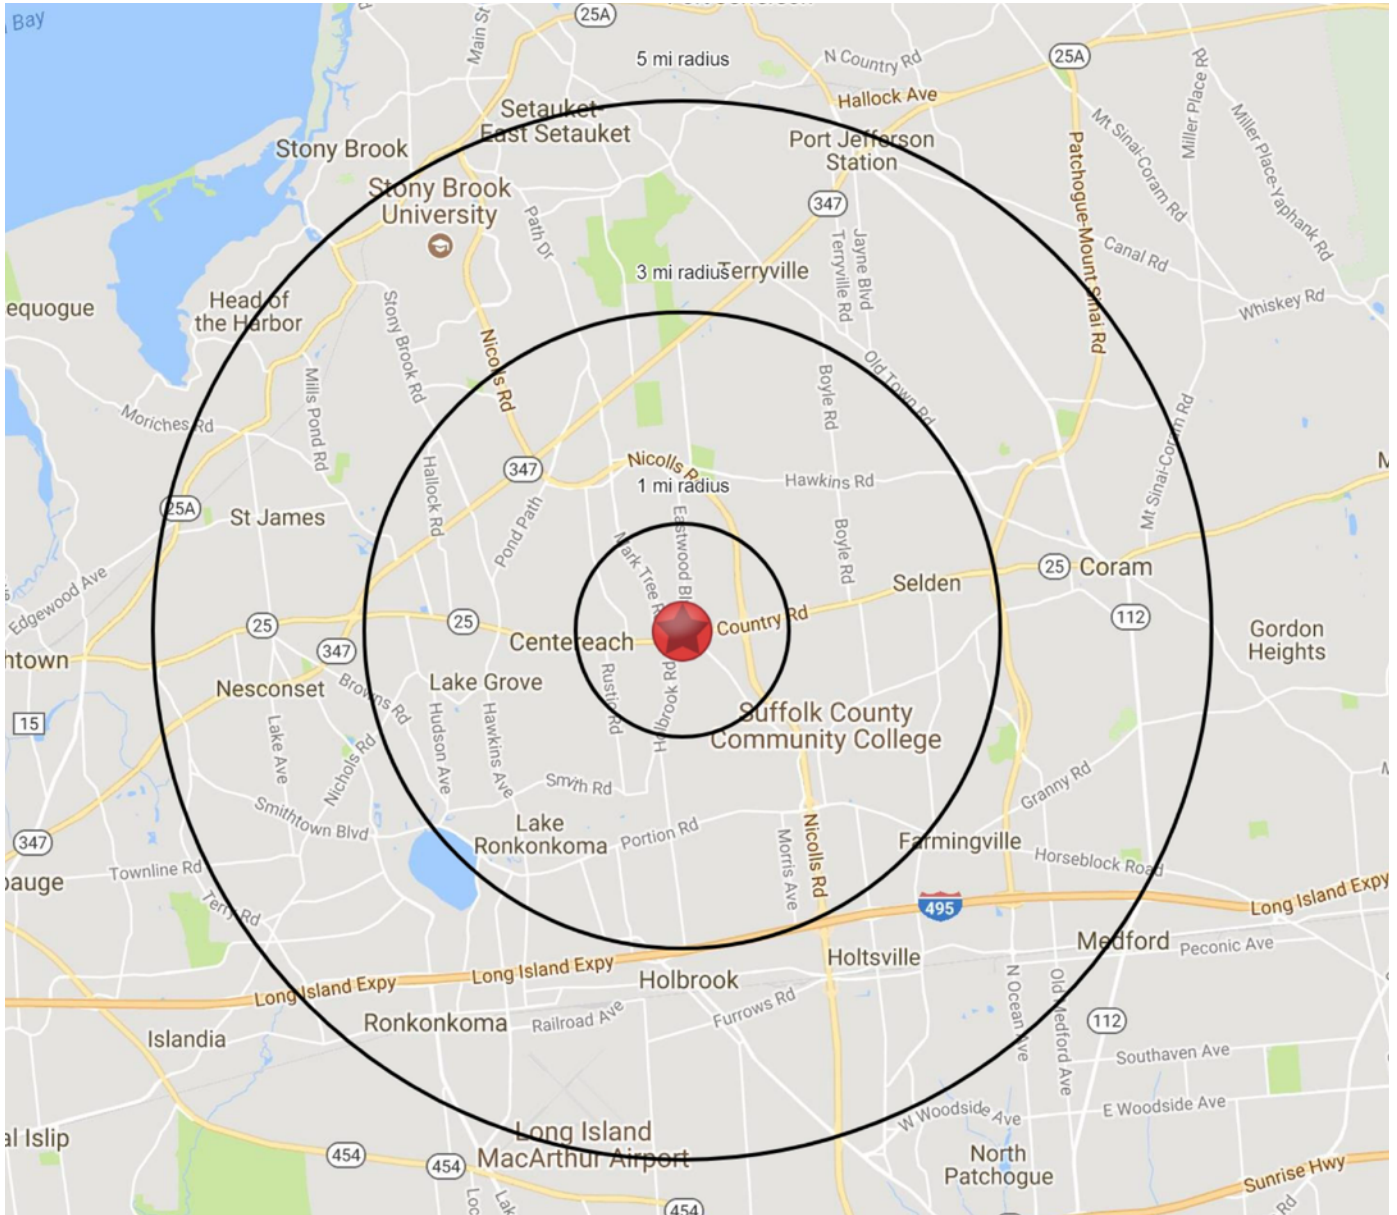 Bay
25A
Main St
5 mi radius
N Country Rd
25A
Hallock Ave
Setauket-
East Setauket
Stony Brook
Port Jefferson
Station
Mt Sinai-Coram Rd
Miller Place Rd
Miller Place-Yaphank Rd
Stony Brook
University
347
Path Dr
Patchogue-Mount Sinai Rd
Terryville Rd
Jayne Blvd
Canal Rd
3 mi radius
Terryville
equogue
Head of
the Harbor
Whiskey Rd
Stony Brook Rd
Nicolls Rd
Old Town Rd
Mills Pond Rd
Boyle Rd
Moriches Rd
Mt Sinai-Coram Rd
347
Nicolls R
Hawkins Rd
M
Hallock Rd
1 mi radius
25A
St James
Pond Path
Eastwood Bl
Mark Tree R
Boyle Rd
Edgewood Ave
25
Coram
Selden
25
25
Country Rd
112
Centereach
Gordon
Heights
347
htown
Nesconset
Browns Rd
Lake Grove
Rustic Rd
Holbrook Rd
15
Lake Ave
Hudson Ave
Hawkins Ave
Suffolk County
Community College
Nichols Rd
Smith Rd
Granny Rd
M
Smithtown Blvd
Lake
Ronkonkoma
Portion Rd
Nicolls Rd
Morris Ave
Farmingville
347
Horseblock Road
Townline Rd
pauge
Terry Rd
495
Long Island Expy
Medford
Peconic Ave
Holtsville
Long Island Expy
Long Island Expy
Holbrook
N Ocean Ave
Old Medford Ave
Furrows Rd
Ronkonkoma
Railroad Ave
112
Islandia
Southaven Ave
W Woodside Ave
E Woodside Ave
al Islip
Long Island
MacArthur Airport
454
454
North
Patchogue
Sunrise Hwy
Loc
Lak
454
Rd